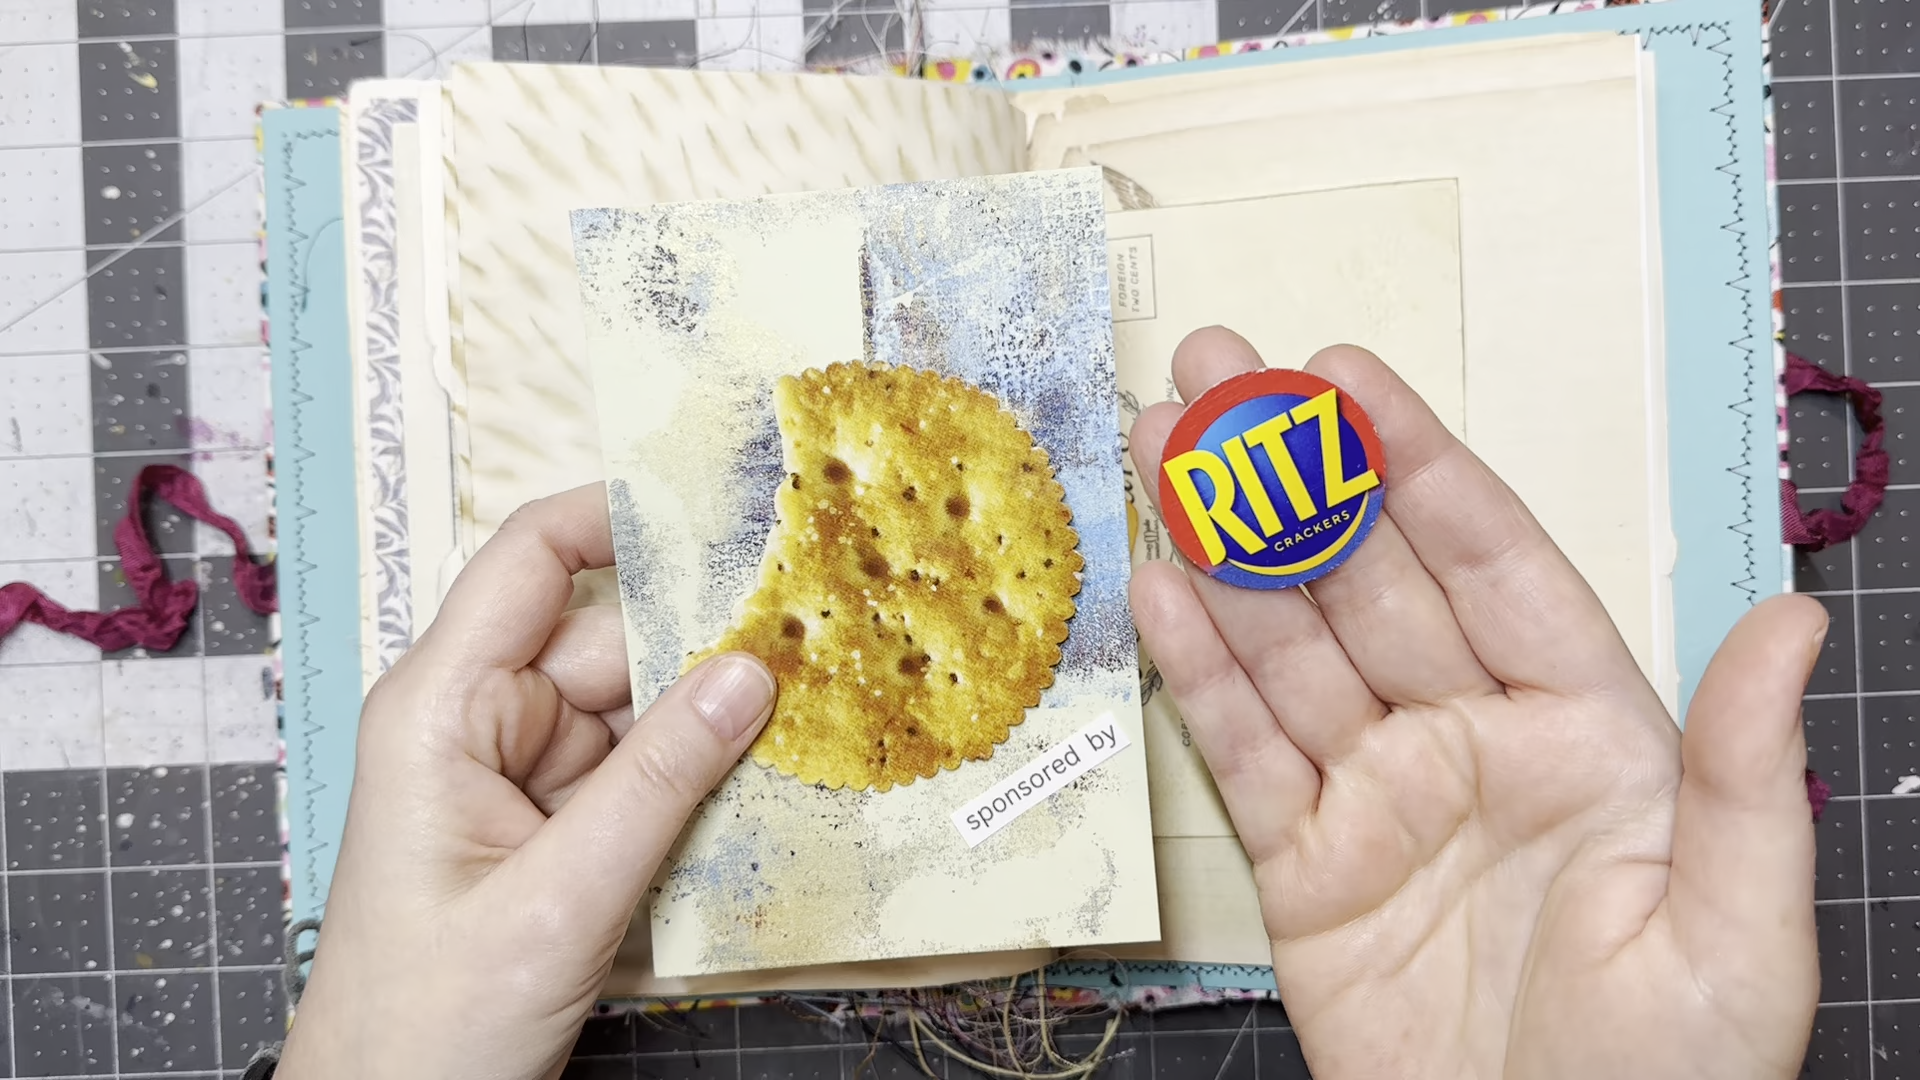 FOREIGN
TWO CENTS
sponsored by
RITZ
CRACKERS